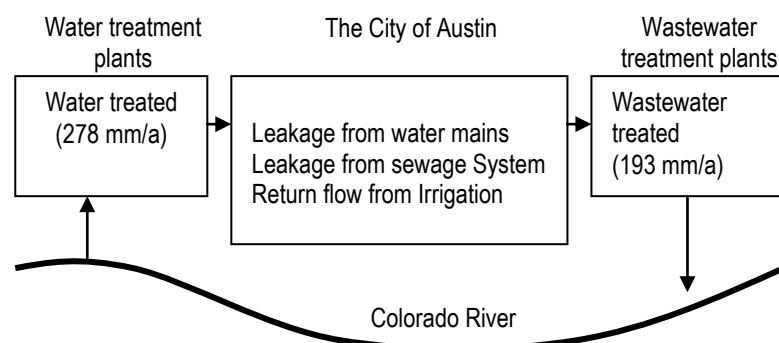 Water treatment
plants
The City of Austin
Wastewater
treatment plants
Water treated
(278 mm/a)
Leakage from water mains
Leakage from sewage System
Return flow from Irrigation
Wastewater
treated
(193 mm/a)
Colorado River